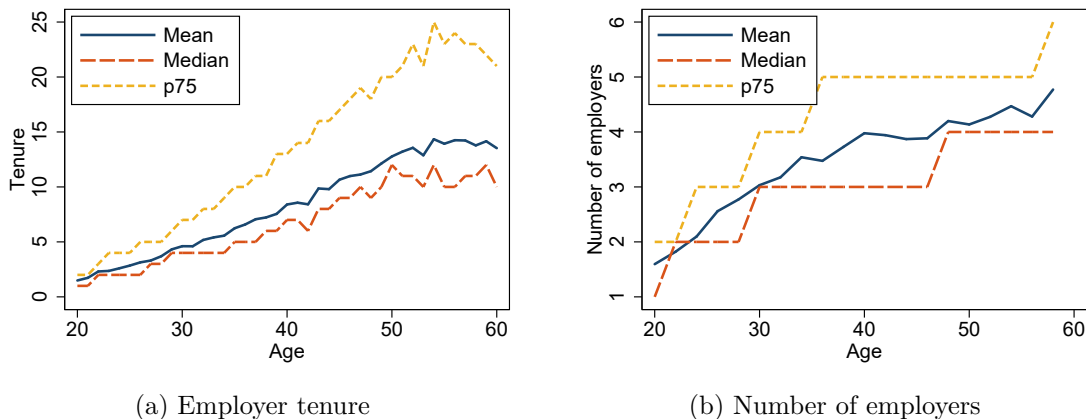 Mean
Median
p75
Tenure
0
5
10
15
20
25
20
30
40
50
60
Age
(a) Employer tenure
Mean
Median
p75
Number of employers
1
2
3
4
5
6
20
30
40
50
60
Age
(b) Number of employers